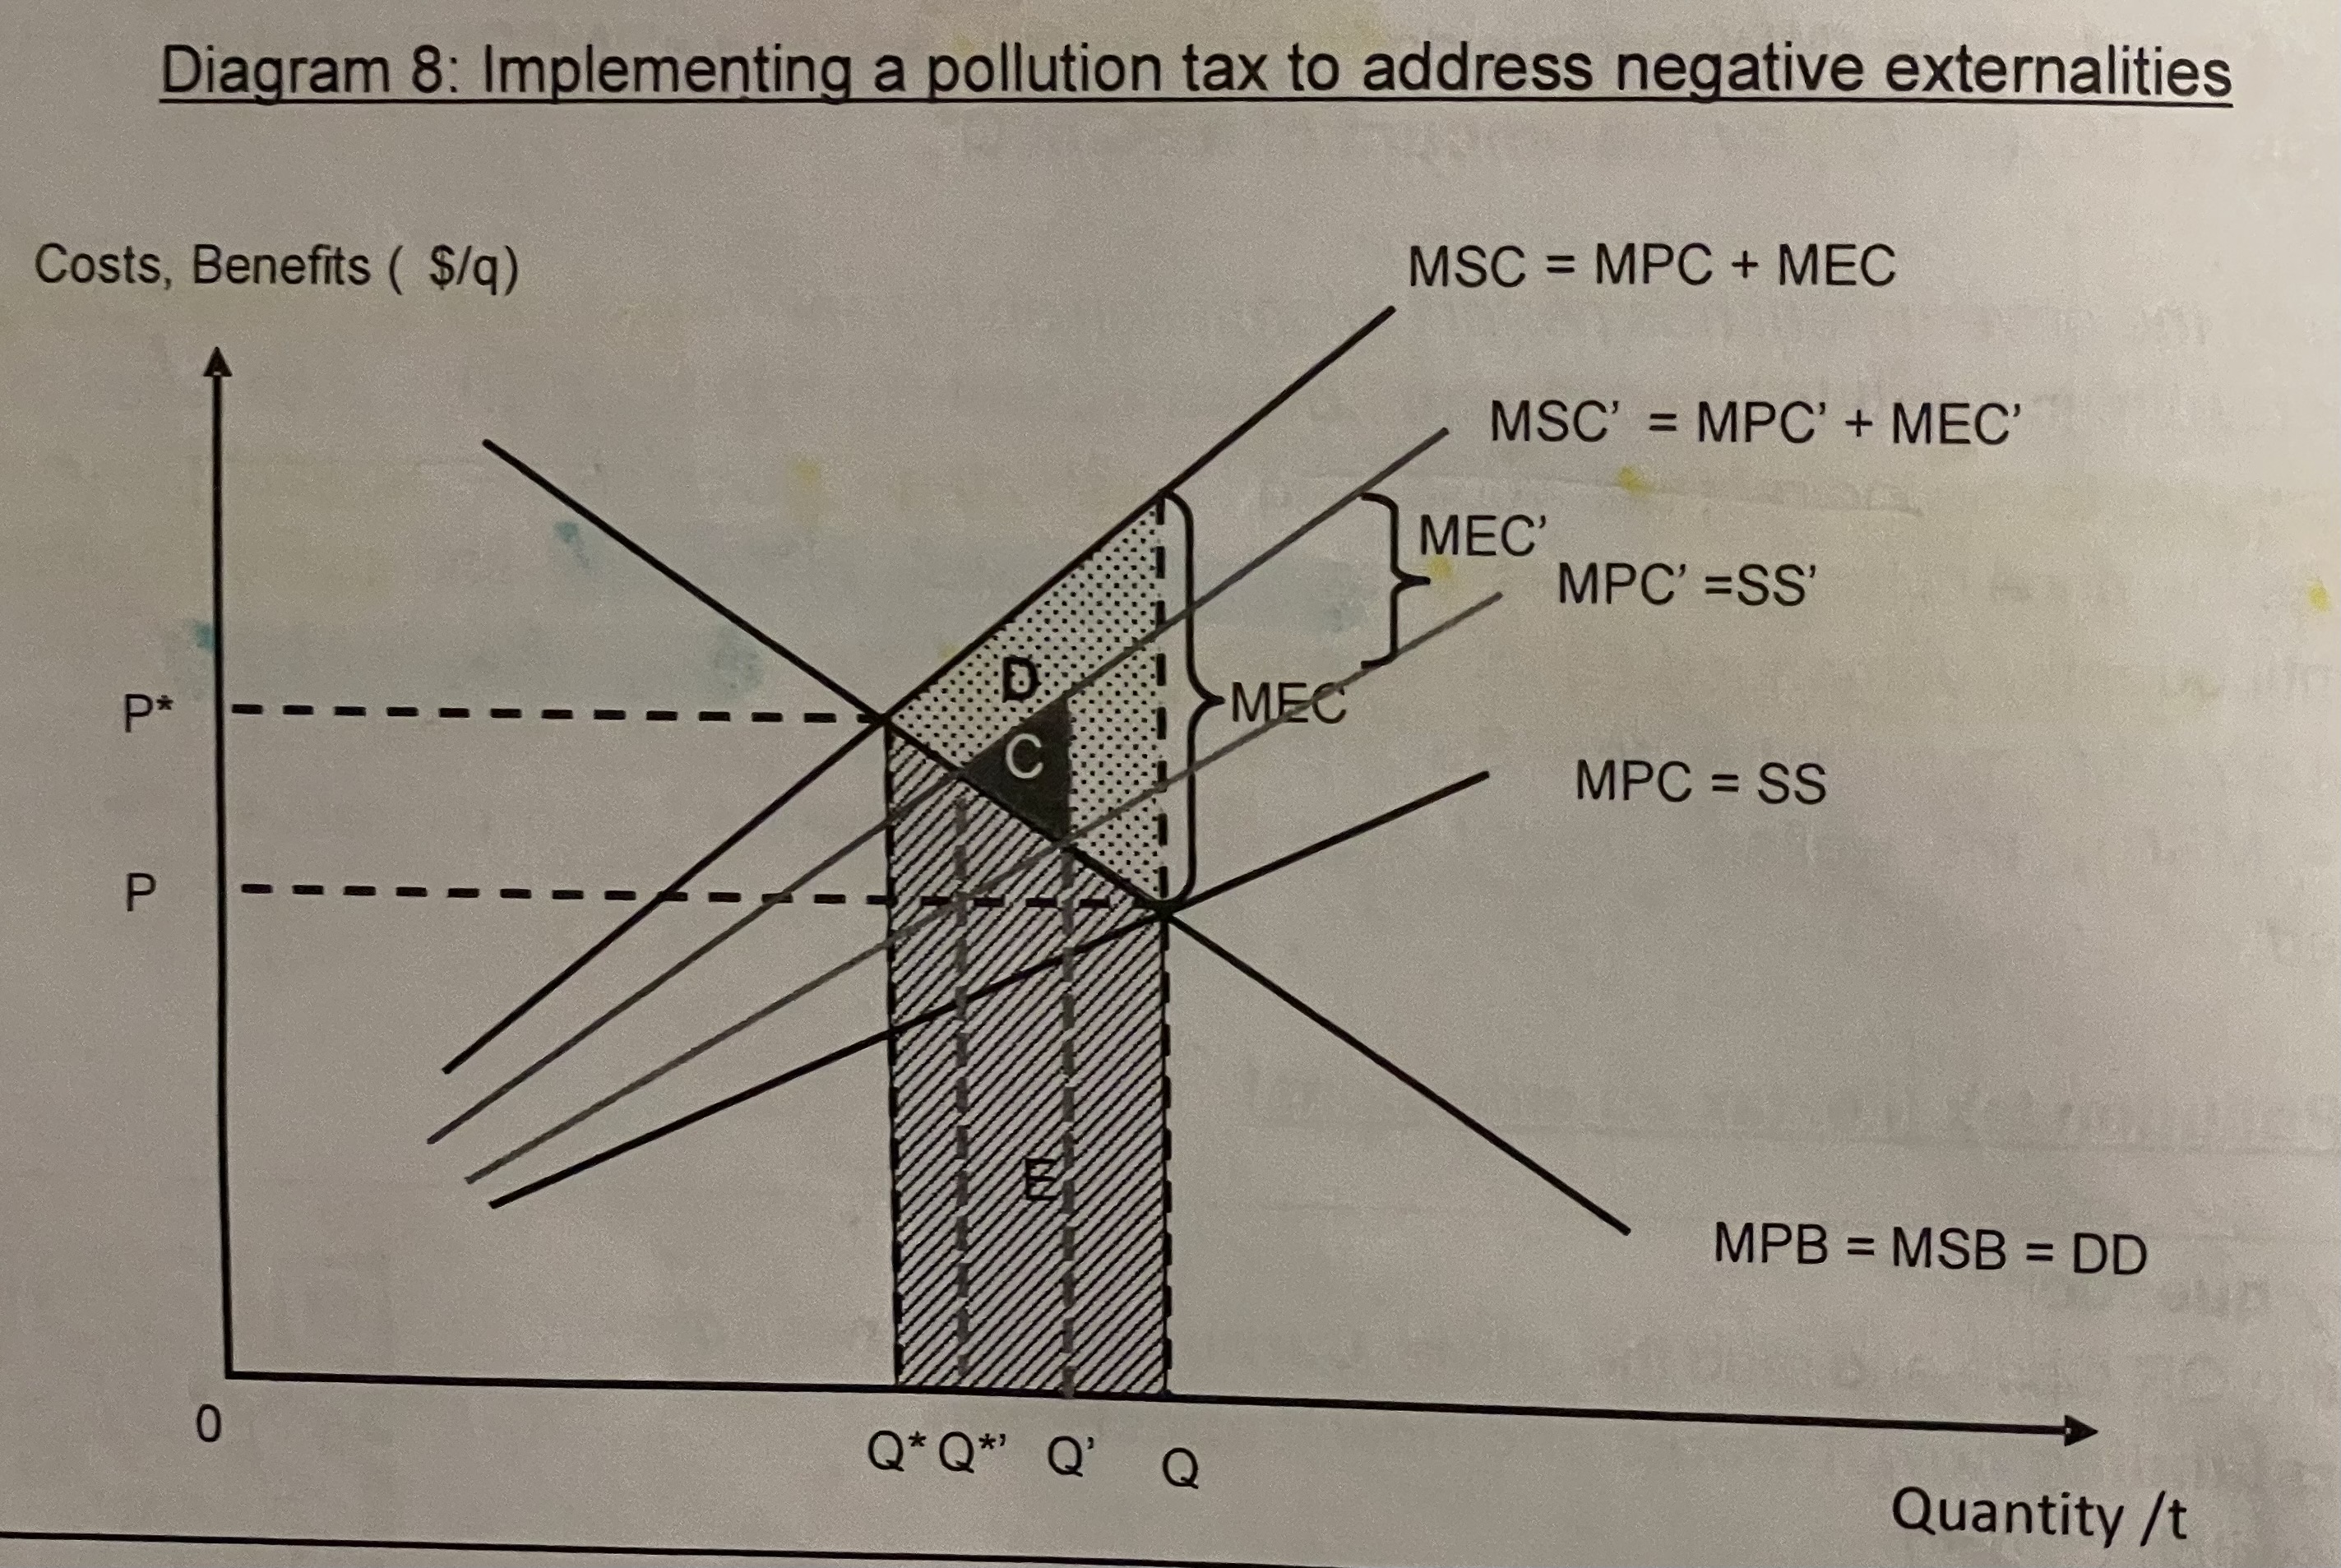 Diagram 8: Implementing a pollution tax to address negative externalities
Costs, Benefits ( $/q)
MSC = MPC + MEC
MSC’ = MPC’ + MEC’
MEC’
MPC’ =SS’
D
MEC
P*
C
MPC = SS
P
E
MPB = MSB = DD
0
Q* Q*’ Q’ Q
Quantity /t